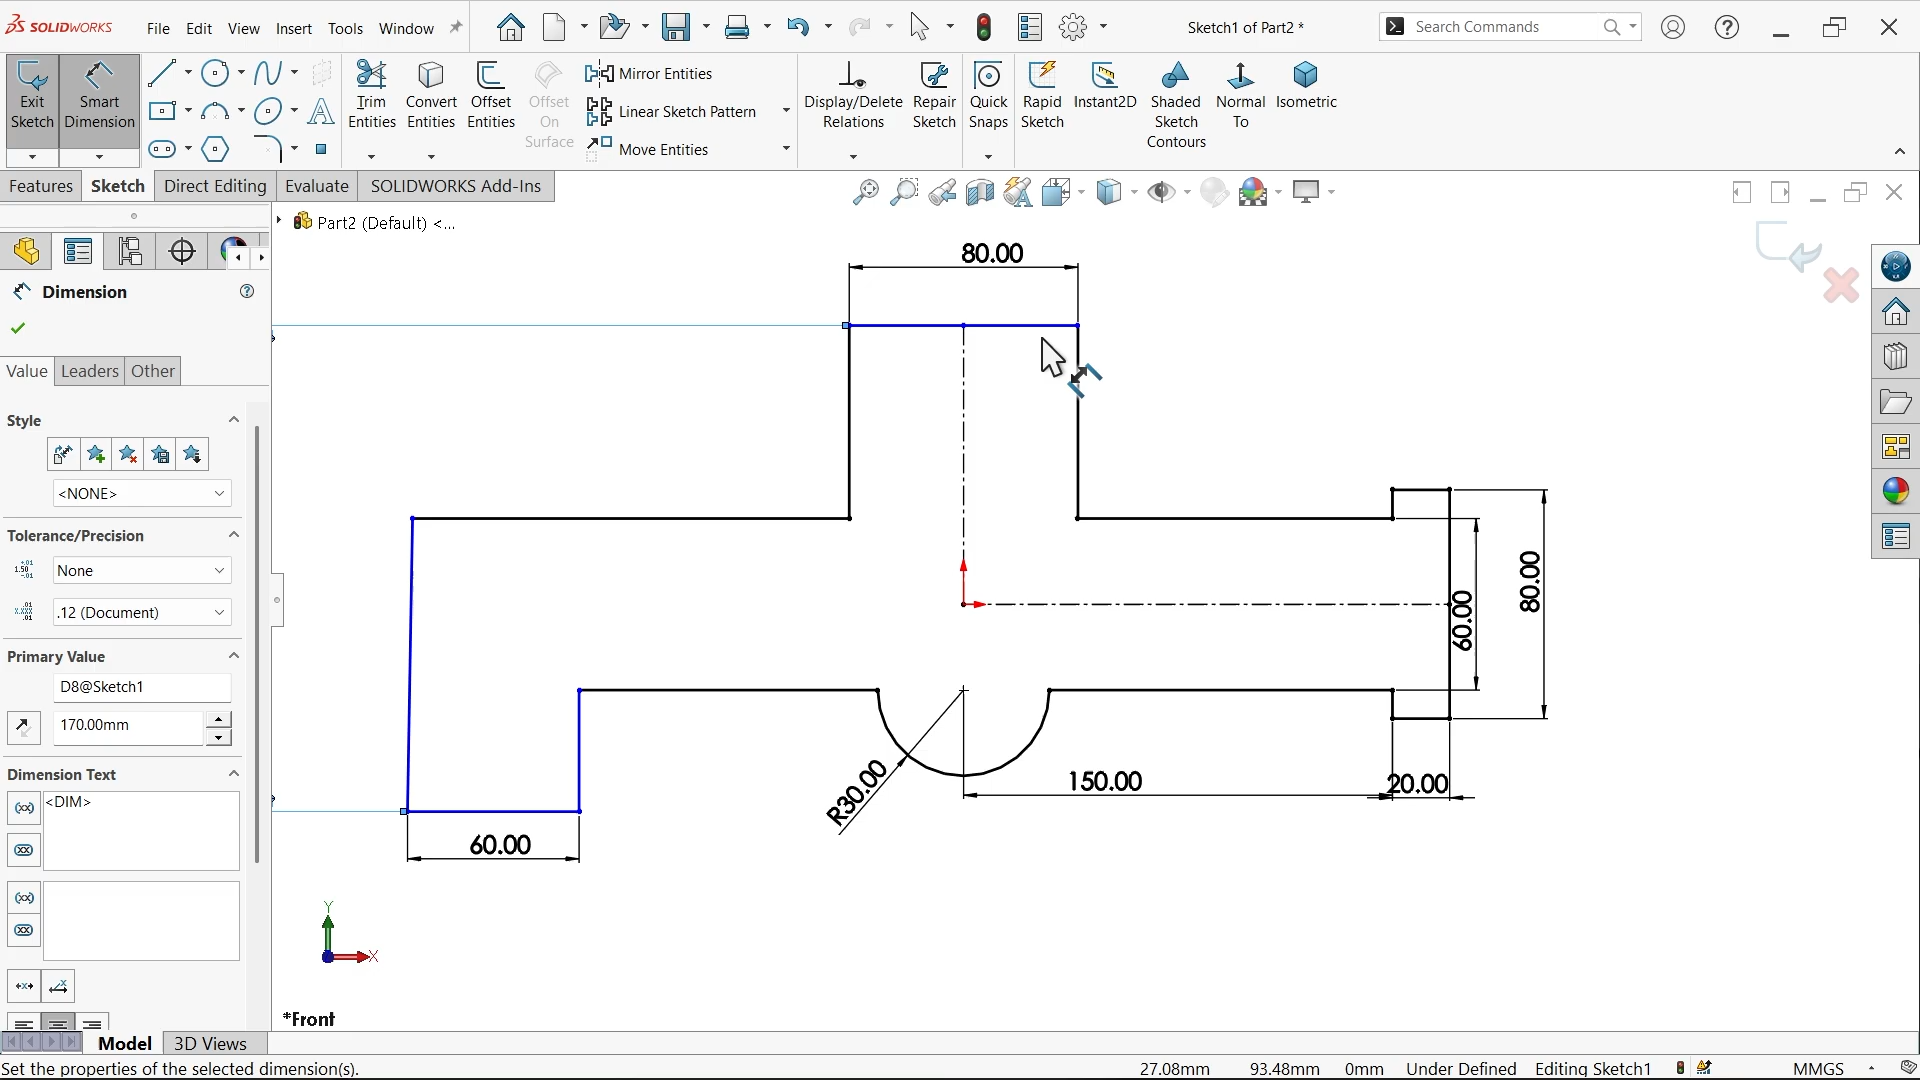 SOLIDWORKS
File Edit View Insert Tools Window
Sketch1 of Part2 *
Search Commands
Exit Sketch
Smart Dimension
Trim Entities
Convert Entities
Offset Entities
Offset On Surface
Mirror Entities
Linear Sketch Pattern
Move Entities
Display/Delete Relations
Repair Sketch
Quick Snaps
Rapid Sketch
Instant2D
Shaded Sketch Contours
Normal To
Isometric
Features Sketch Direct Editing Evaluate SOLIDWORKS Add-Ins
Part2 (Default) <...
Dimension
Value Leaders Other
Style
<NONE>
Tolerance/Precision
None
.12 (Document)
Primary Value
D8@Sketch1
170.00mm
Dimension Text
<DIM>
80.00
60.00
80.00
150.00
20.00
R30.00
60.00
Y
X
*Front
Model 3D Views
Set the properties of the selected dimension(s).
27.08mm 93.48mm 0mm Under Defined Editing Sketch1 MMGS